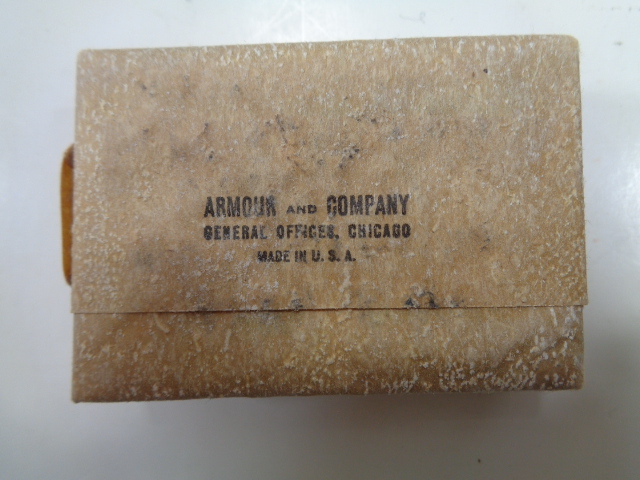 ARMOUR AND COMPANY
GENERAL OFFICES, CHICAGO
MADE IN U. S. A.